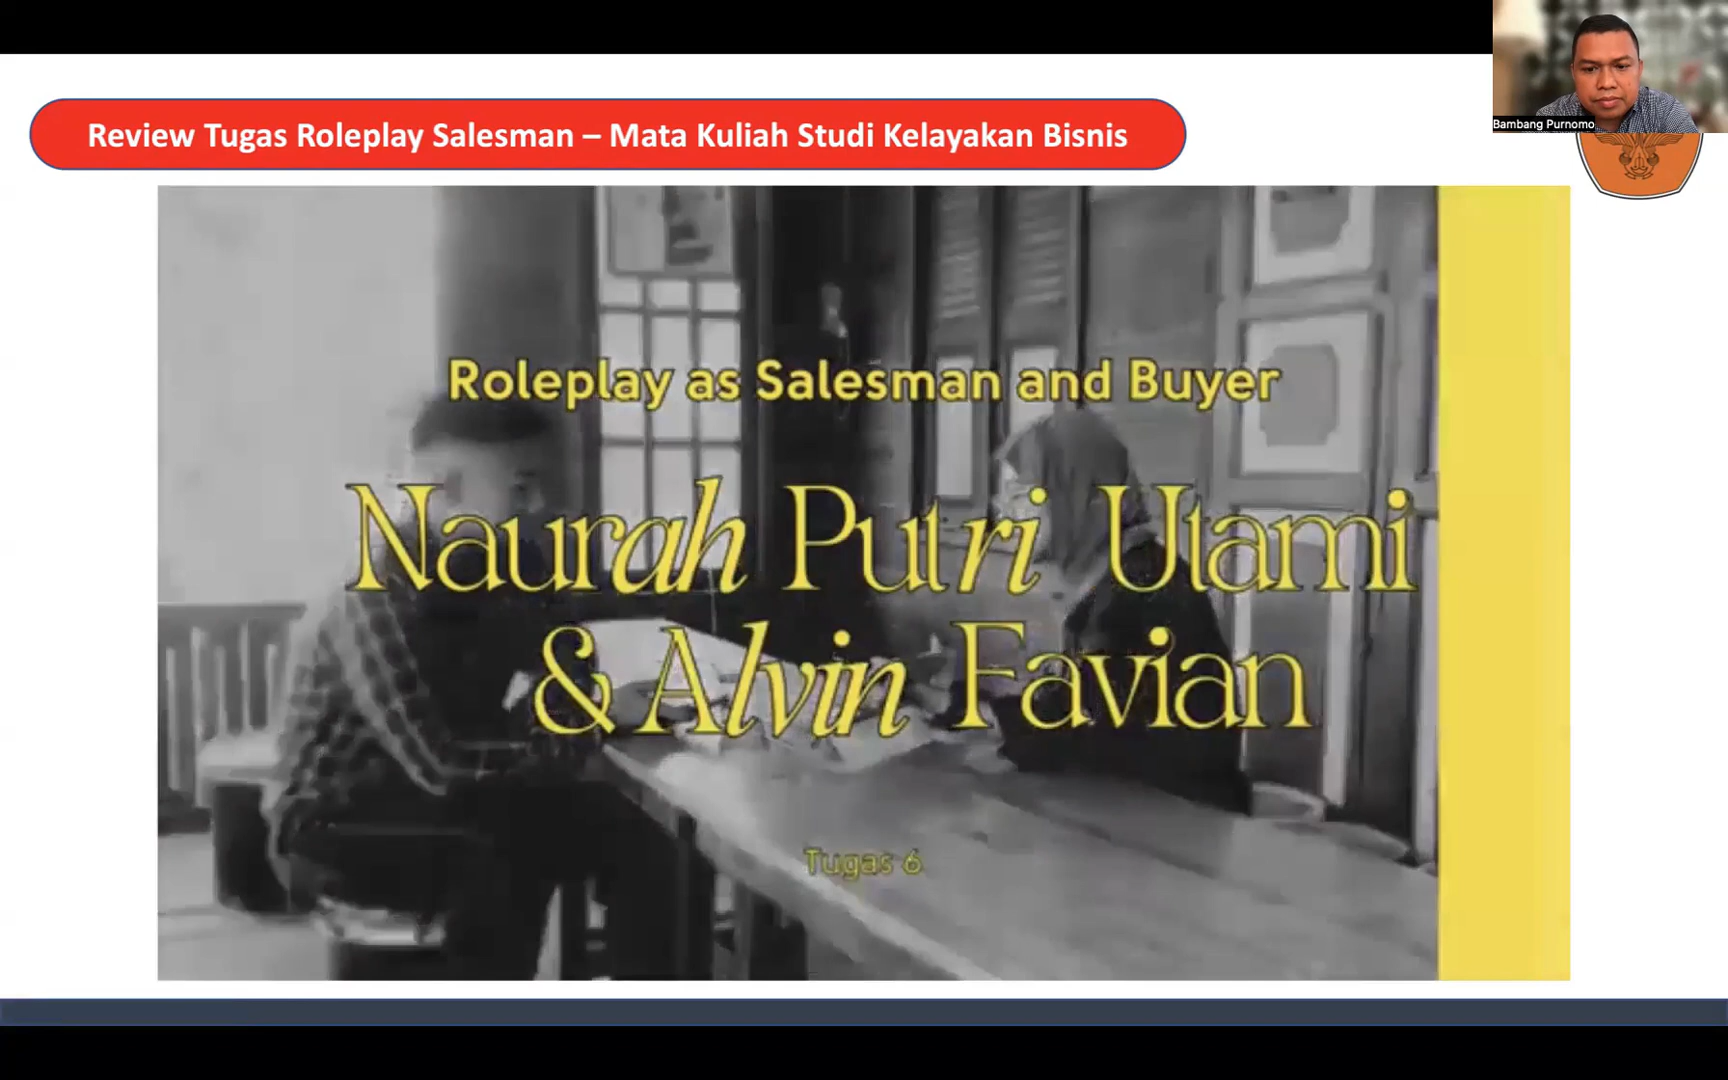 Bambang Purnomo
Review Tugas Roleplay Salesman – Mata Kuliah Studi Kelayakan Bisnis
Roleplay as Salesman and Buyer
Naurah Putri Utami
& Alvin Favian
Tugas 6